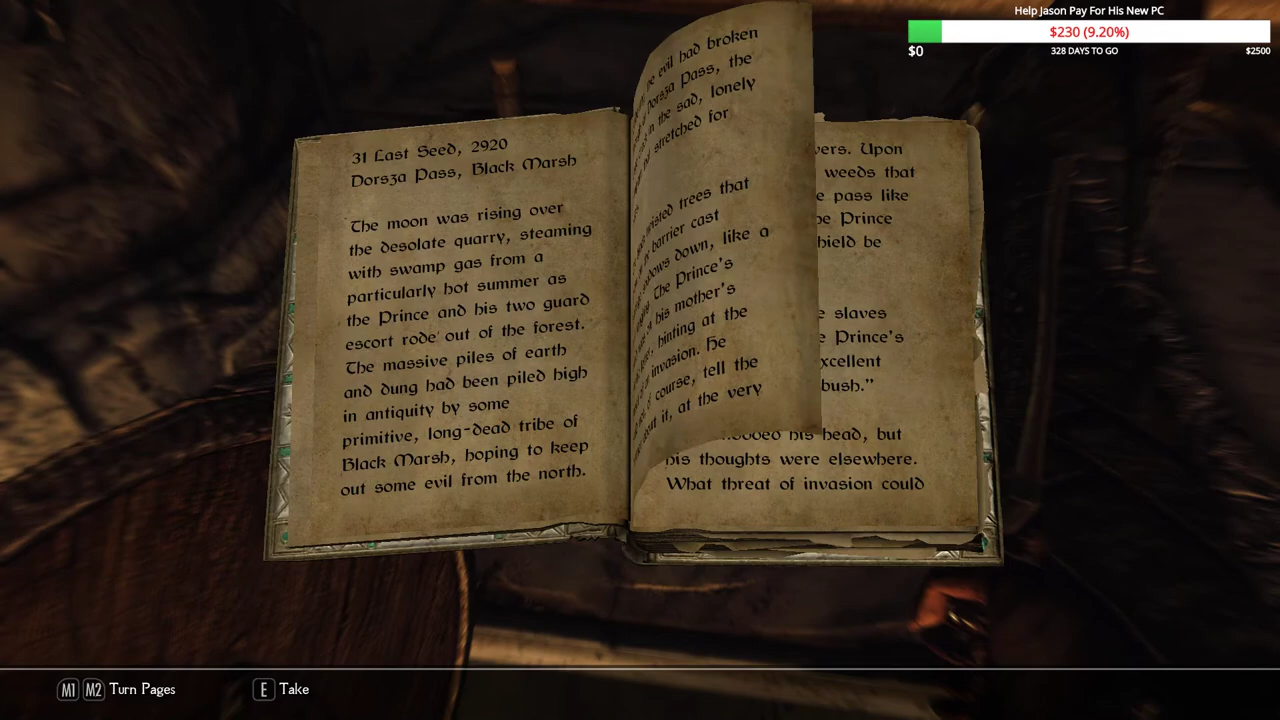 Help Jason Pay For His New PC
$230 (9.20%)
$0
328 DAYS TO GO
$2500
31 Last Seed, 2920
Dorsza Pass, Black Marsh
The moon was rising over
the desolate quarry, steaming
with swamp gas from a
particularly hot summer as
the Prince and his two guard
escort rode out of the forest.
The massive piles of earth
and dung had been piled high
in antiquity by some
primitive, long-dead tribe of
Black Marsh, hoping to keep
out some evil from the north.
evil had broken
Dorsza Pass, the
in the sad, lonely
stretched for
twisted trees that
barrier cast
down, like a
The Prince's
his mother's
hinting at the
invasion. He
course, tell the
it, at the very
Upon
weeds that
pass like
Prince
be
slaves
Prince's
his head, but
his thoughts were elsewhere.
What threat of invasion could
M1 M2 Turn Pages
E Take